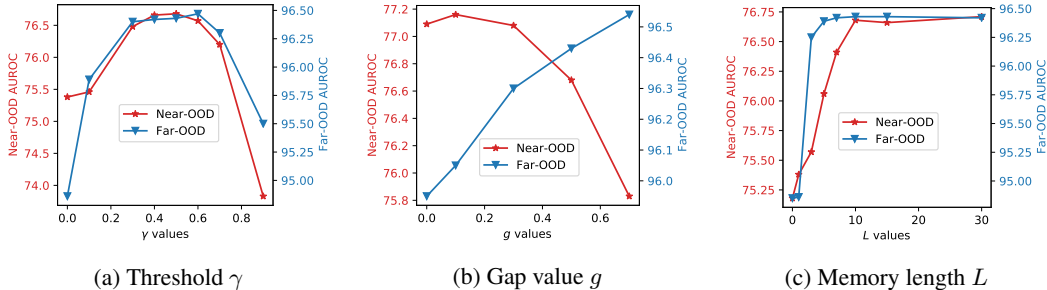 Near-OOD AUROC
76.5
76.0
75.5
75.0
74.5
74.0
Near-OOD
Far-OOD
96.50
96.25
96.00
95.75
95.50
95.25
95.00
Far-OOD AUROC
0.0 0.2 0.4 0.6 0.8
γ values
(a) Threshold γ
Near-OOD AUROC
77.2
77.0
76.8
76.6
76.4
76.2
76.0
75.8
Near-OOD
Far-OOD
96.5
96.4
96.3
96.2
96.1
96.0
Far-OOD AUROC
0.0 0.2 0.4 0.6
g values
(b) Gap value g
Near-OOD AUROC
76.75
76.50
76.25
76.00
75.75
75.50
75.25
Near-OOD
Far-OOD
96.50
96.25
96.00
95.75
95.50
95.25
95.00
Far-OOD AUROC
0 5 10 15 20 25 30
L values
(c) Memory length L